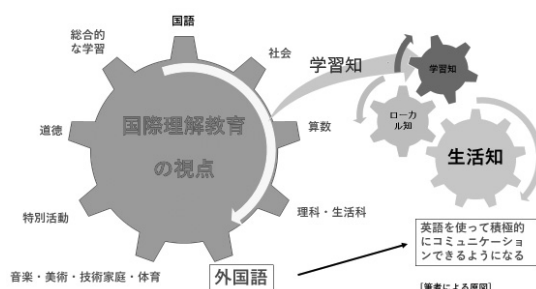 国語
総合的
な学習
社会
学習知
学習知
ローカ
ル知
国際理解教育
の視点
道徳
算数
生活知
特別活動
理科・生活科
英語を使って積極的
にコミュニケーショ
ンできるようになる
音楽・美術・技術家庭・体育
外国語
[筆者による原図]